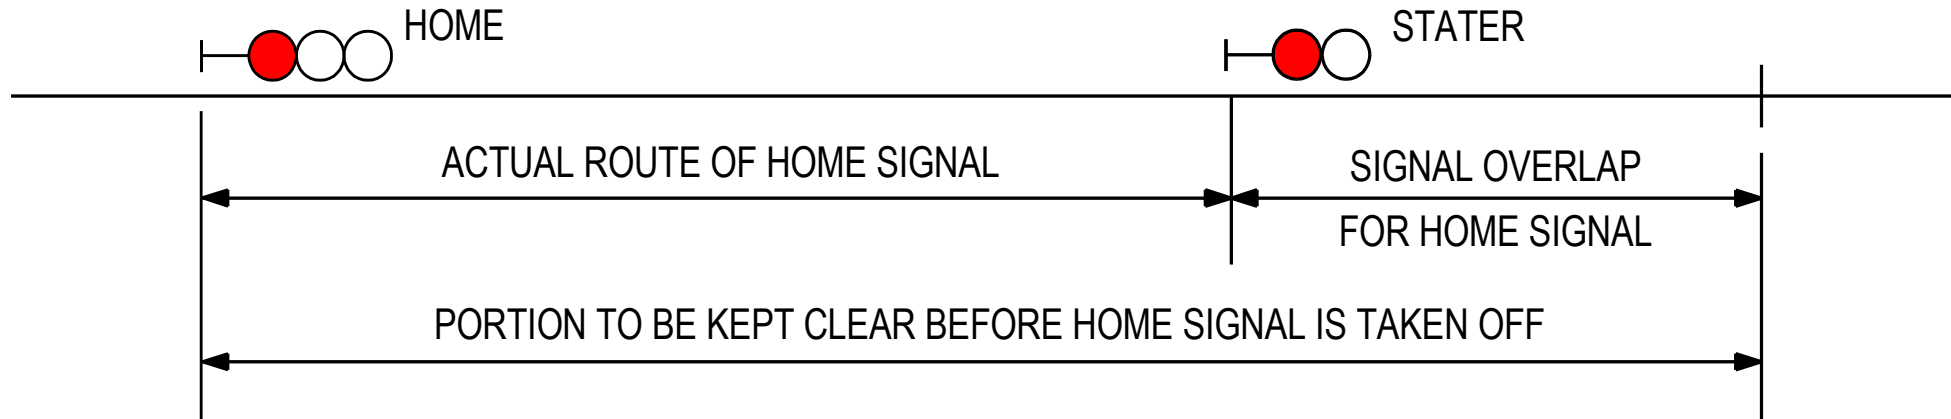 HOME
STATER
ACTUAL ROUTE OF HOME SIGNAL
SIGNAL OVERLAP
FOR HOME SIGNAL
PORTION TO BE KEPT CLEAR BEFORE HOME SIGNAL IS TAKEN OFF